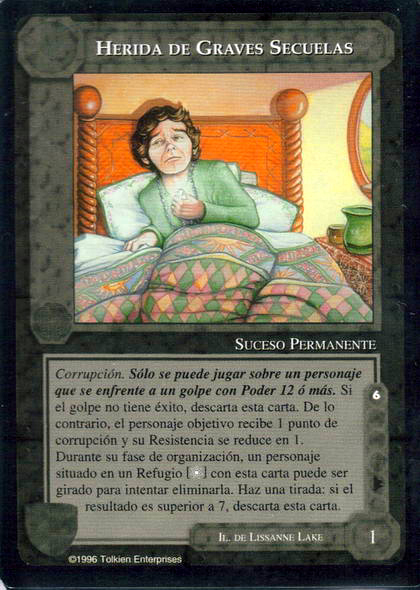 HERIDA DE GRAVES SECUELAS
SUCESO PERMANENTE
Corrupción. Sólo se puede jugar sobre un personaje
que se enfrente a un golpe con Poder 12 ó más. Si
el golpe no tiene éxito, descarta esta carta. De lo
contrario, el personaje objetivo recibe 1 punto de
corrupción y su Resistencia se reduce en 1.
Durante su fase de organización, un personaje
situado en un Refugio [ ] con esta carta puede ser
girado para intentar eliminarla. Haz una tirada: si el
resultado es superior a 7, descarta esta carta.
6
IL. DE LISSANNE LAKE
1
©1996 Tolkien Enterprises